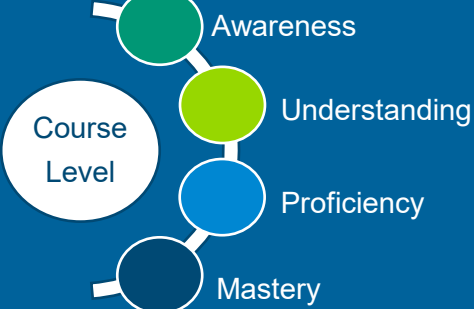 Awareness
Understanding
Course
Level
Proficiency
Mastery